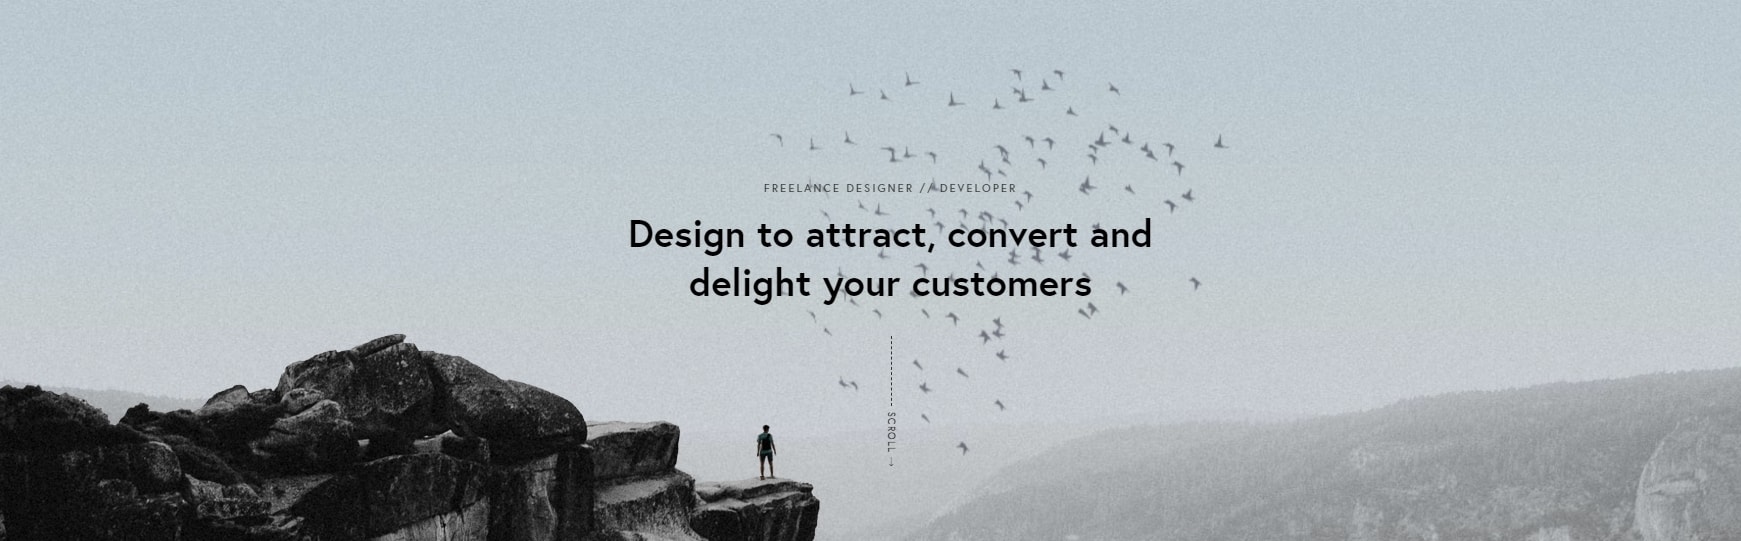 FREELANCE DESIGNER // DEVELOPER
Design to attract, convert and
delight your customers
SCROLL →